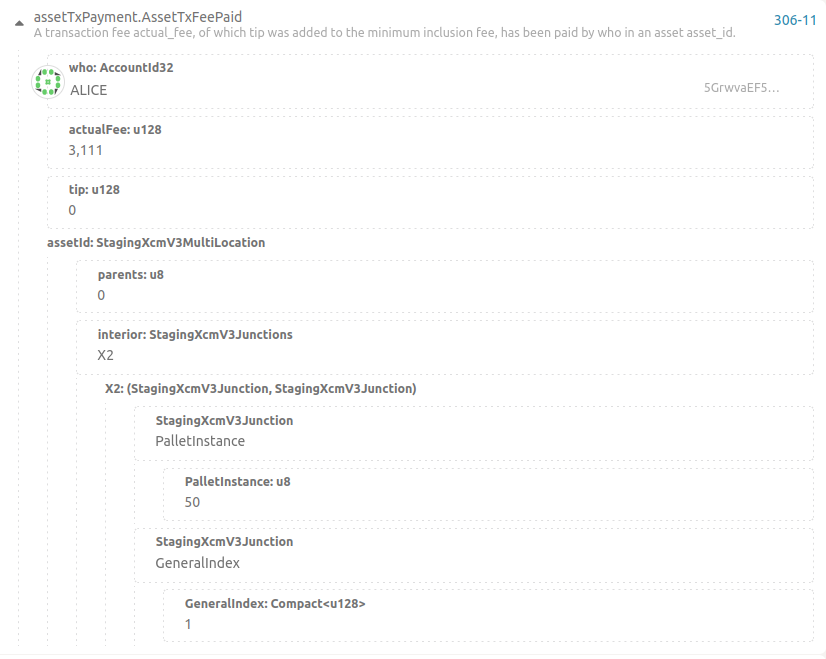 assetTxPayment.AssetTxFeePaid
306-11
A transaction fee actual_fee, of which tip was added to the minimum inclusion fee, has been paid by who in an asset asset_id.
who: AccountId32
ALICE
5GrwvaEF5...
actualFee: u128
3,111
tip: u128
0
assetId: StagingXcmV3MultiLocation
parents: u8
0
interior: StagingXcmV3Junctions
X2
X2: (StagingXcmV3Junction, StagingXcmV3Junction)
StagingXcmV3Junction
PalletInstance
PalletInstance: u8
50
StagingXcmV3Junction
GeneralIndex
GeneralIndex: Compact<u128>
1